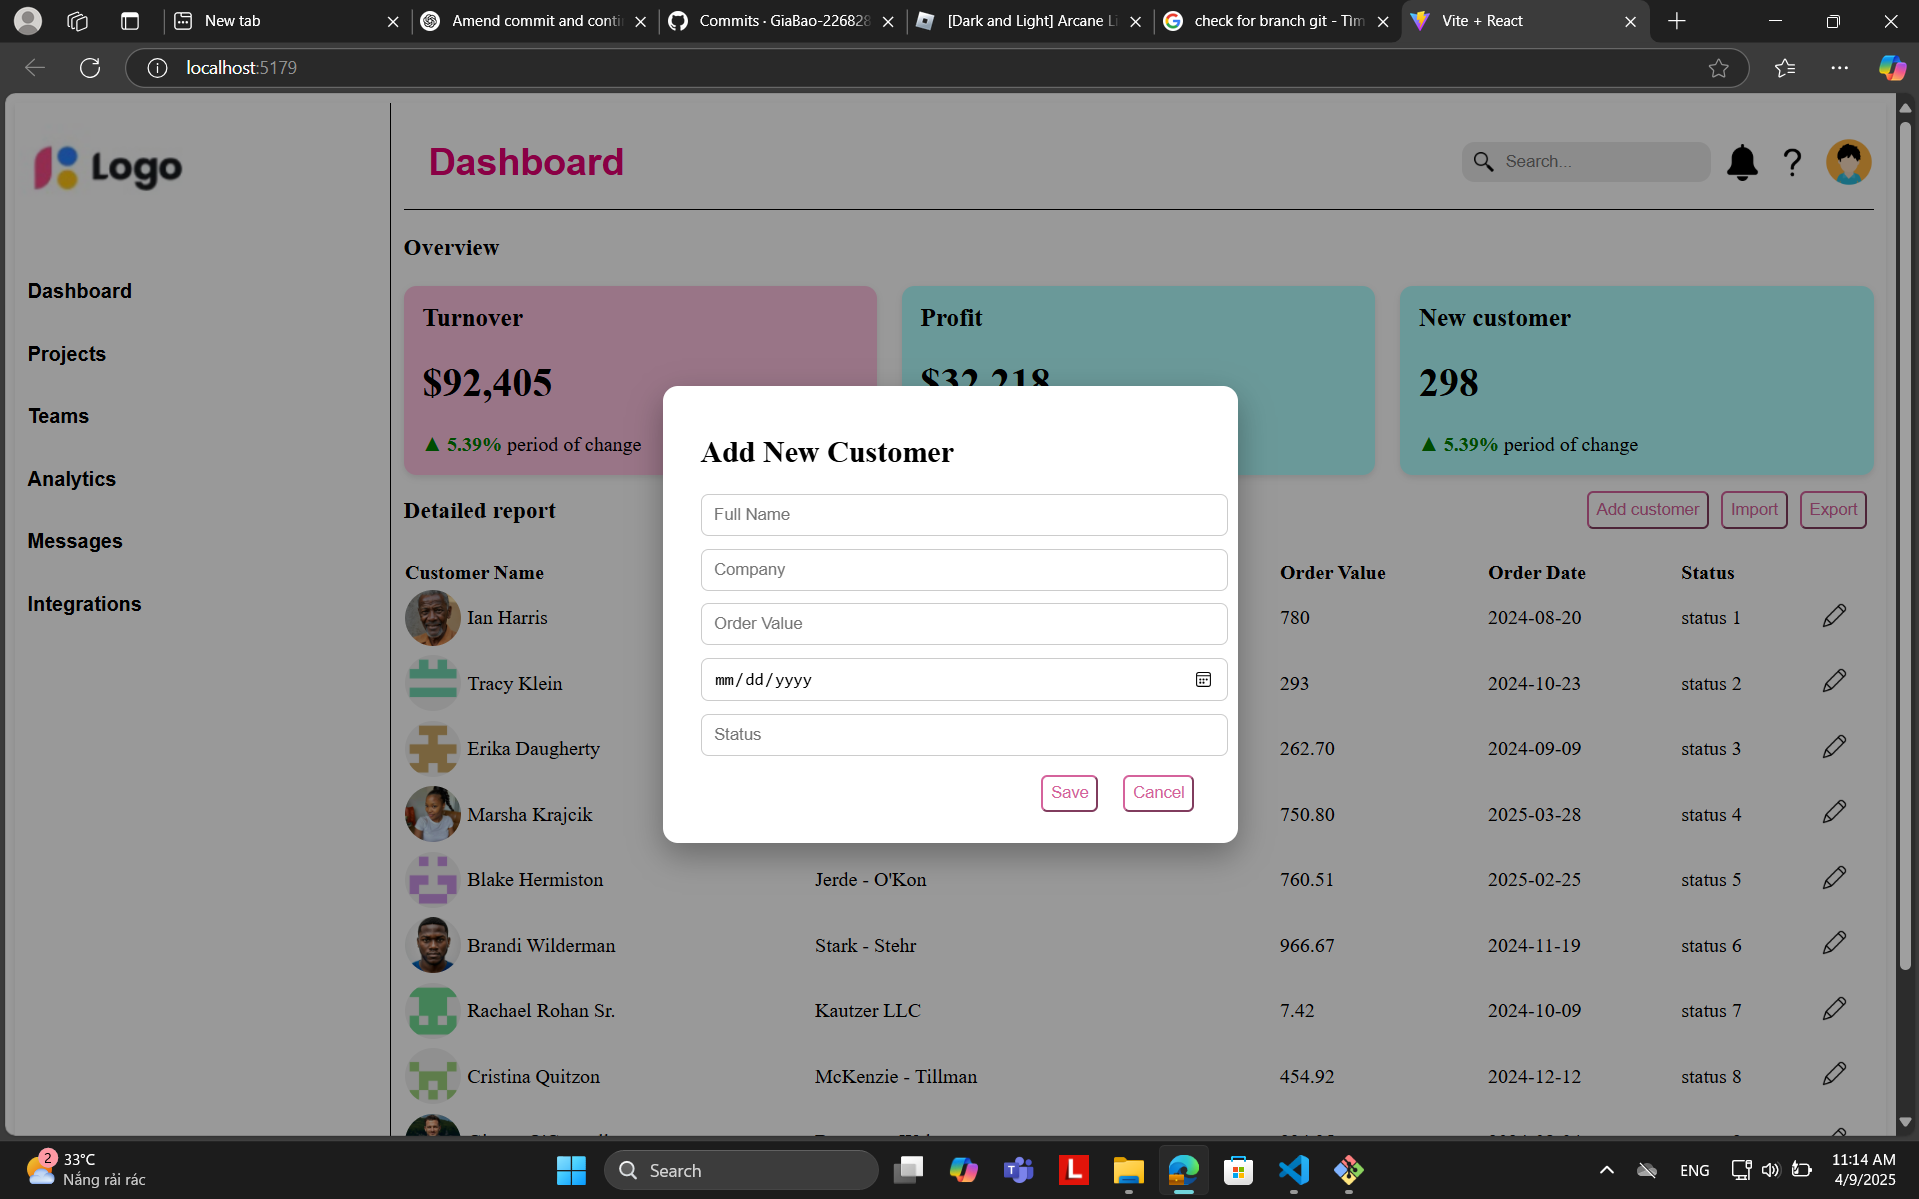 New tab
Amend commit and conti
Commits · GiaBao-226828
[Dark and Light] Arcane Li
check for branch git - Tìm
Vite + React
localhost:5179
Logo
Dashboard
Search...
Overview
Dashboard
Projects
Teams
Analytics
Messages
Integrations
Turnover
$92,405
▲ 5.39% period of change
Profit
$32,218
New customer
298
▲ 5.39% period of change
Detailed report
Add customer
Import
Export
Add New Customer
Full Name
Company
Order Value
mm/dd/yyyy
Status
Save
Cancel
Customer Name
Order Value
Order Date
Status
Ian Harris
780
2024-08-20
status 1
Tracy Klein
293
2024-10-23
status 2
Erika Daugherty
262.70
2024-09-09
status 3
Marsha Krajcik
750.80
2025-03-28
status 4
Blake Hermiston
Jerde - O'Kon
760.51
2025-02-25
status 5
Brandi Wilderman
Stark - Stehr
966.67
2024-11-19
status 6
Rachael Rohan Sr.
Kautzer LLC
7.42
2024-10-09
status 7
Cristina Quitzon
McKenzie - Tillman
454.92
2024-12-12
status 8
2
33°C
Nắng rải rác
Search
L
ENG
11:14 AM
4/9/2025